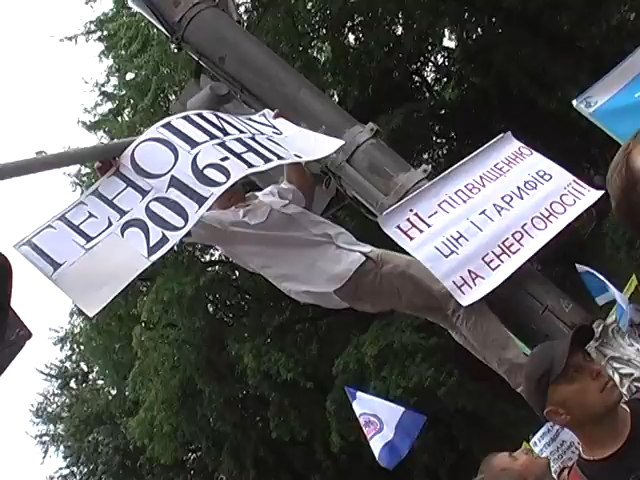 ГЕНОЦИДУ
2016-НІ!
НІ-ПІДВИЩЕННЮ
ЦІН І ТАРИФІВ
НА ЕНЕРГОНОСІЇ!!